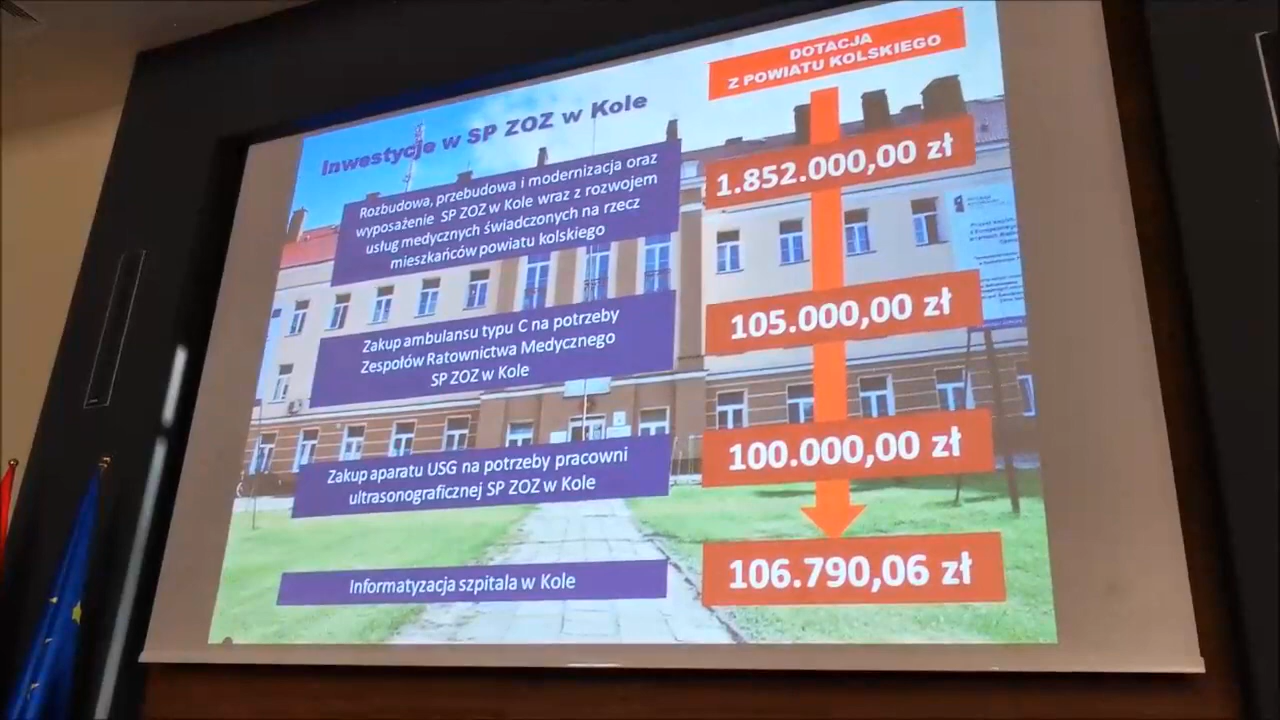 Inwestycje w SP ZOZ w Kole
DOTACJA
Z POWIATU KOLSKIEGO
Rozbudowa, przebudowa i modernizacja oraz
wyposażenie SP ZOZ w Kole wraz z rozwojem
usług medycznych świadczonych na rzecz
mieszkańców powiatu kolskiego
1.852.000,00 zł
Zakup ambulansu typu C na potrzeby
Zespołów Ratownictwa Medycznego
SP ZOZ w Kole
105.000,00 zł
Zakup aparatu USG na potrzeby pracowni
ultrasonograficznej SP ZOZ w Kole
100.000,00 zł
Informatyzacja szpitala w Kole
106.790,06 zł